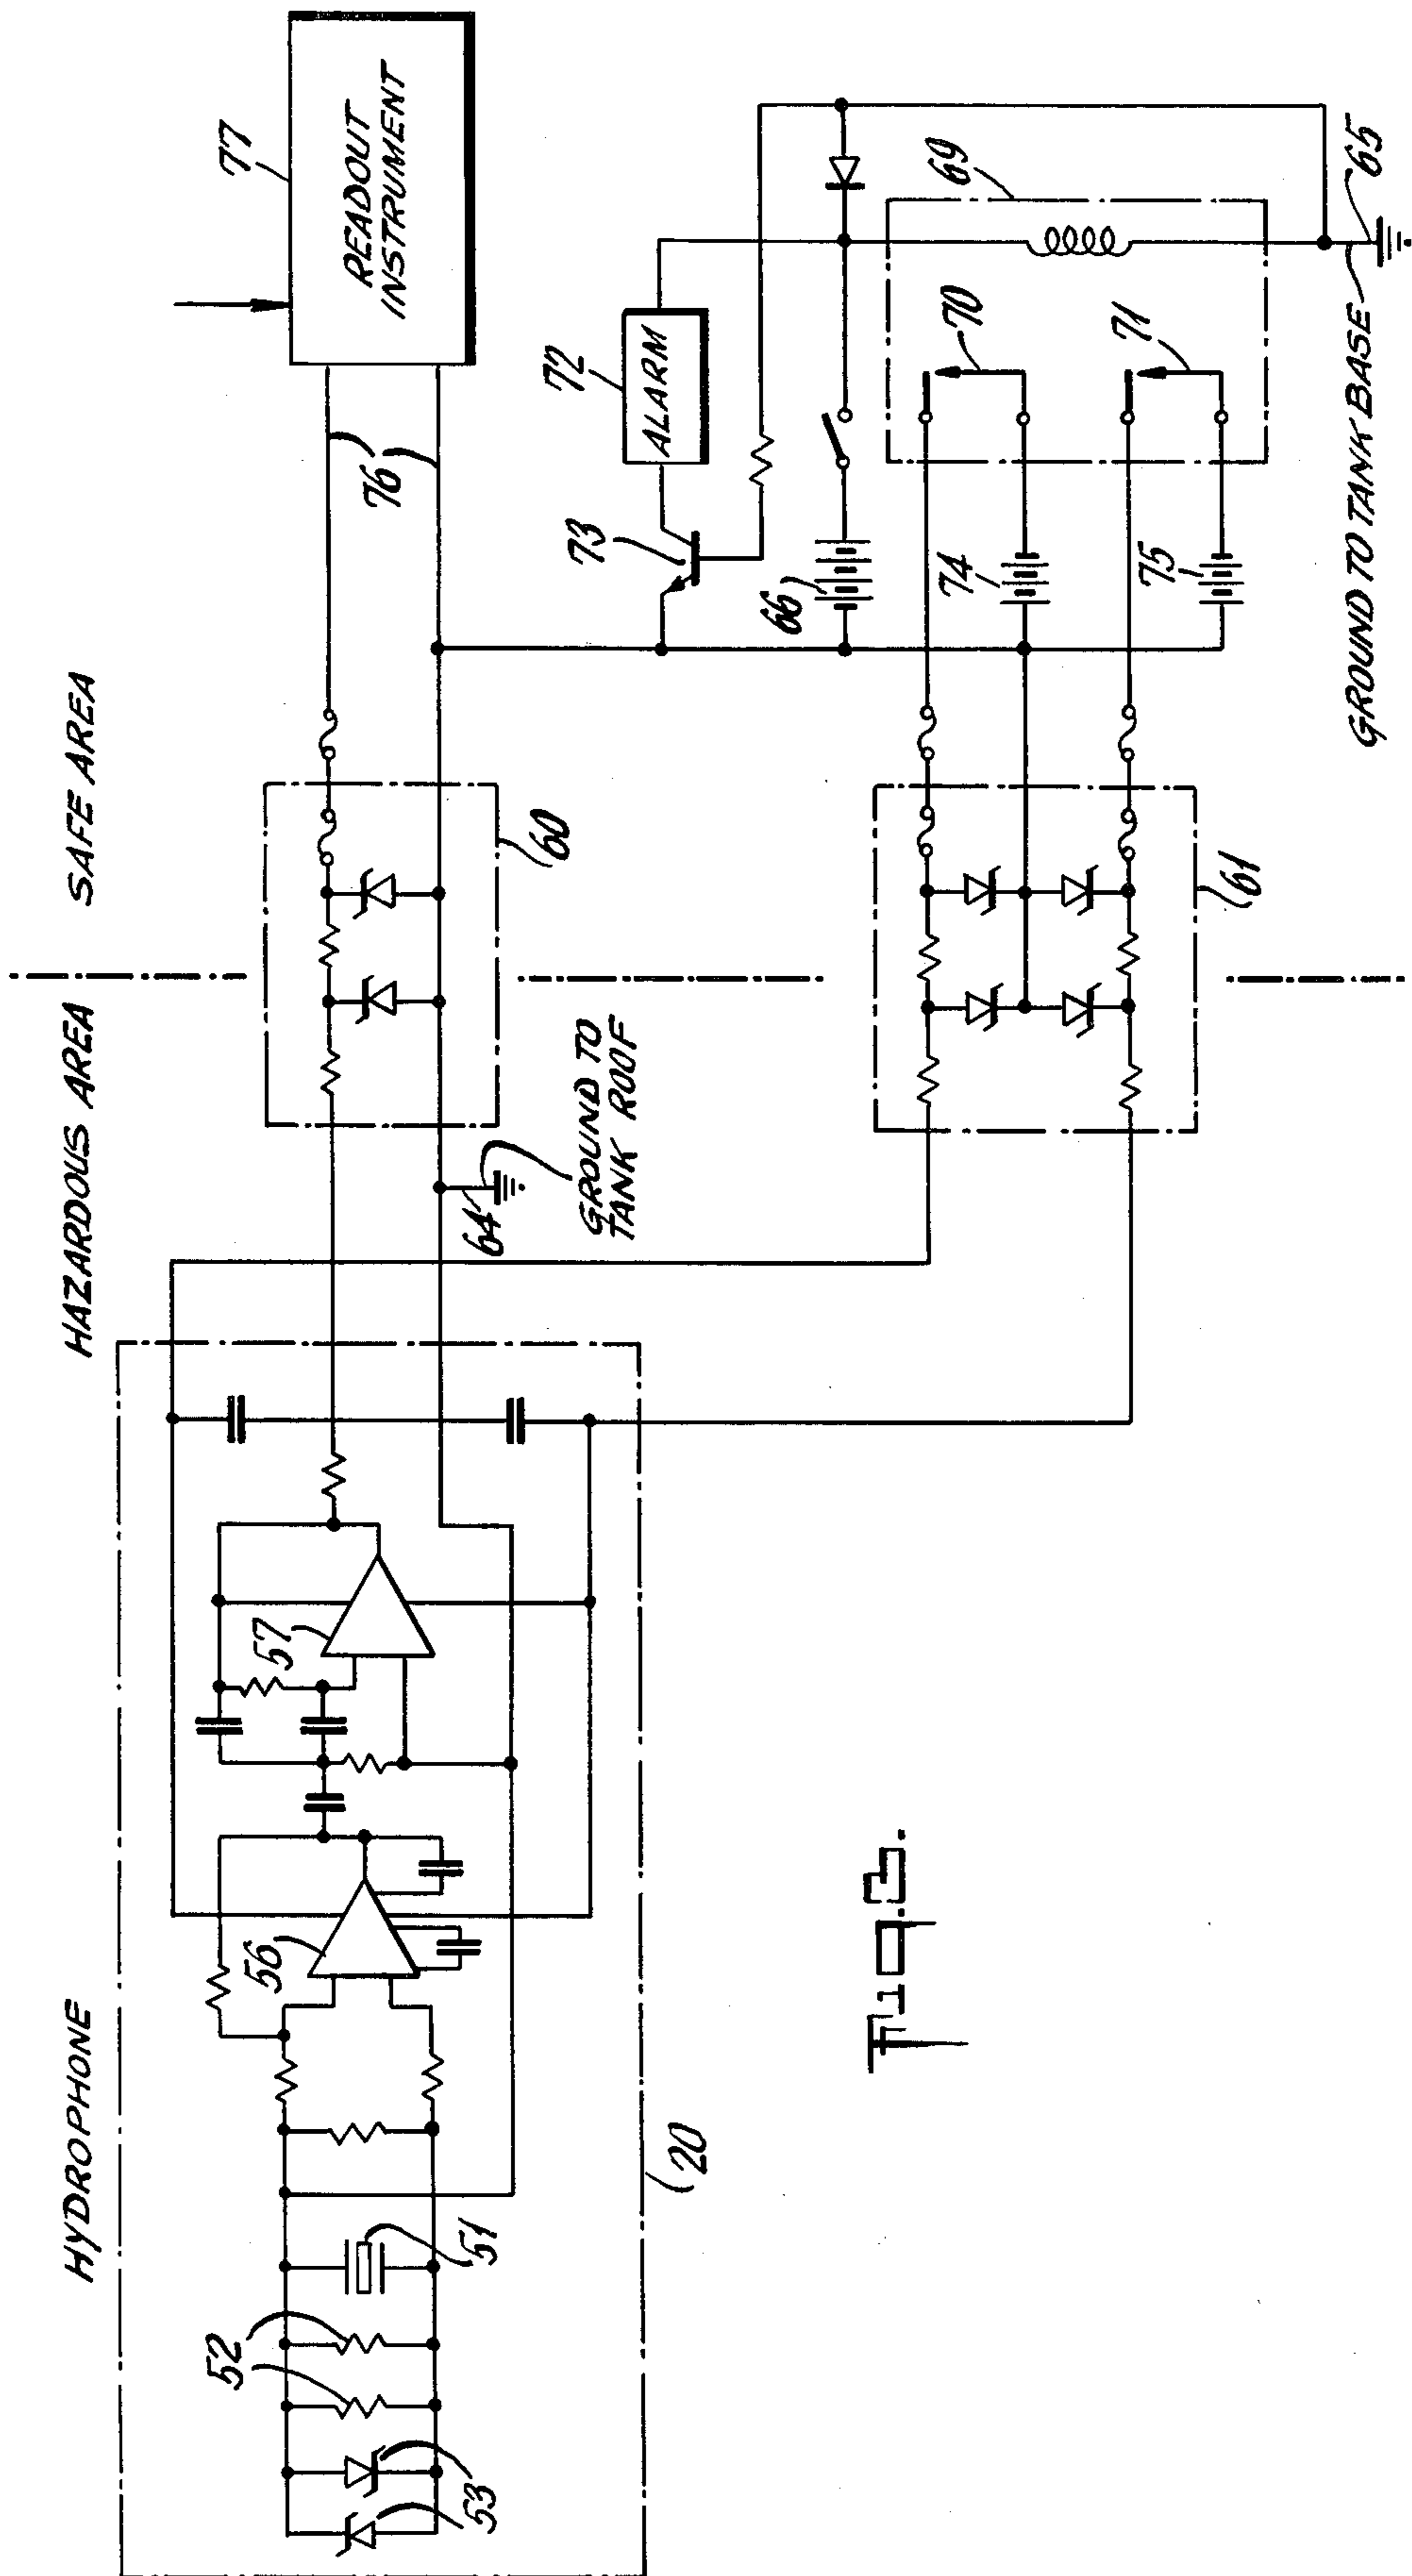 HYDROPHONE
HAZARDOUS AREA
SAFE AREA
77
READOUT
INSTRUMENT
76
72
ALARM
73
66
69
70
71
74
75
65
GROUND TO TANK BASE
60
61
64
GROUND TO
TANK ROOF
57
56
51
52
53
20